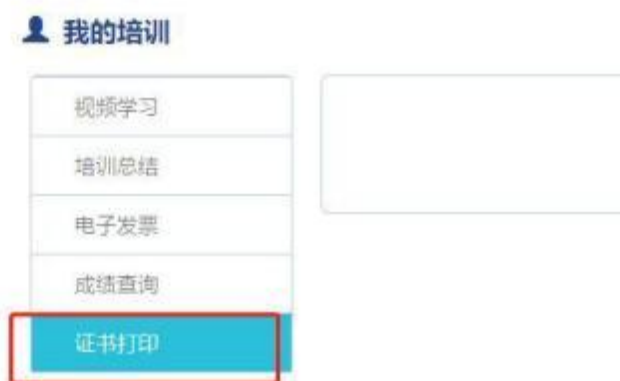 我的培训
视频学习
培训总结
电子发票
成绩查询
证书打印